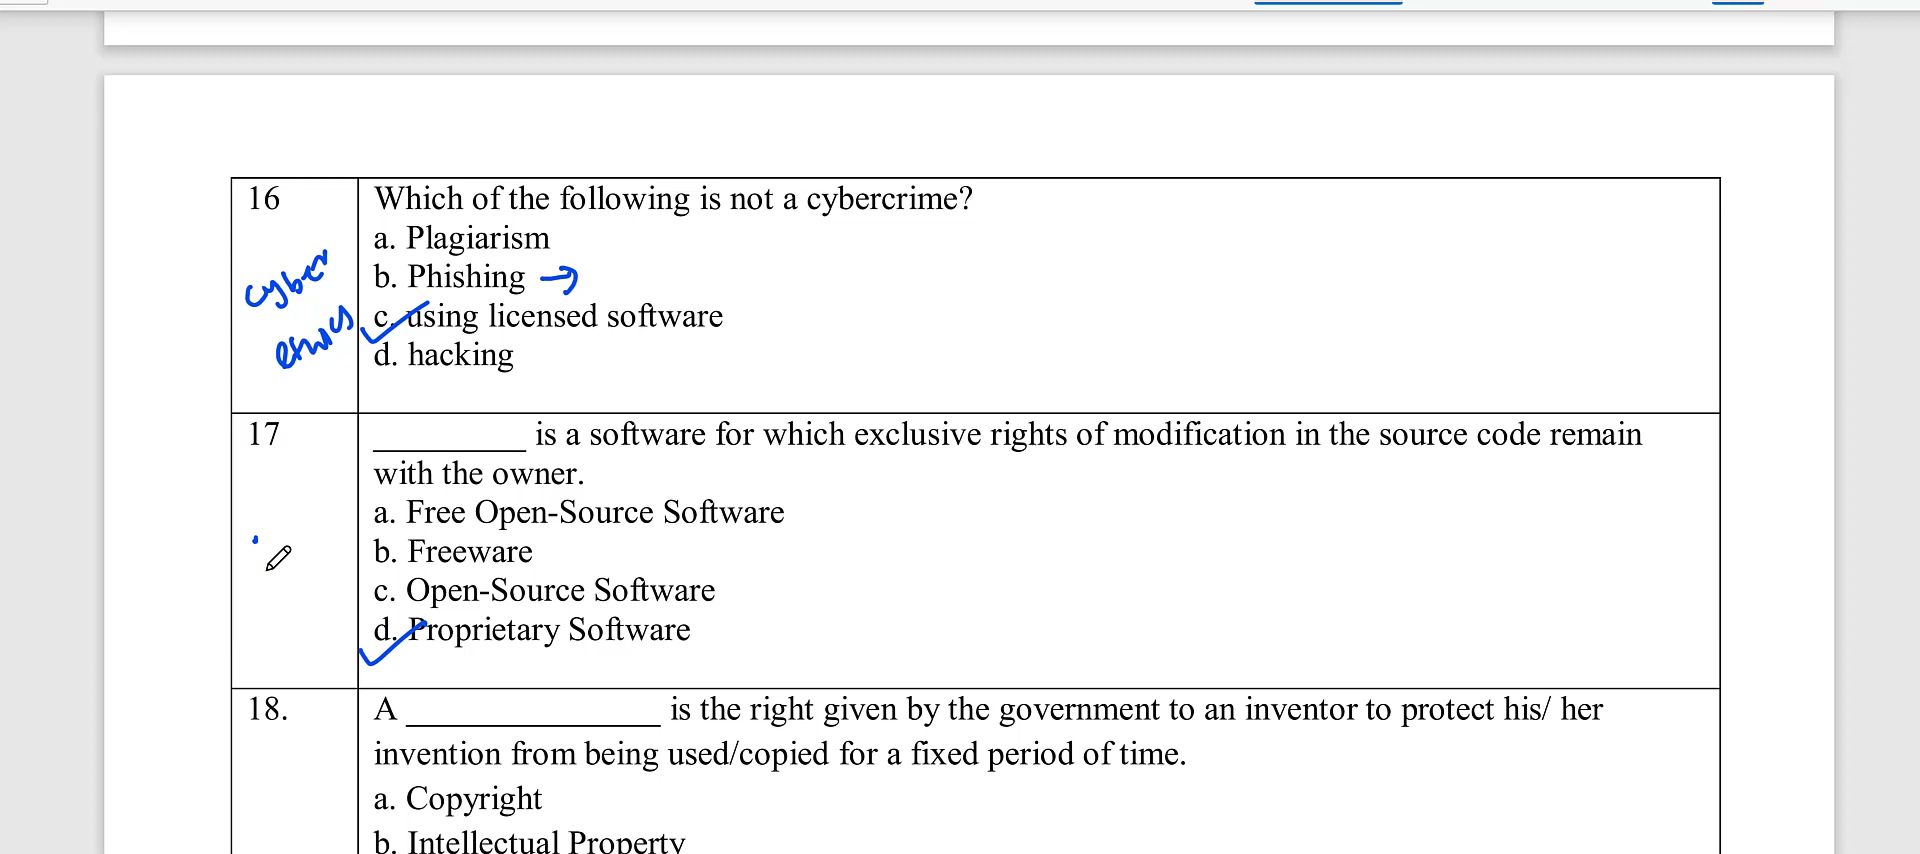 16
Which of the following is not a cybercrime?
a. Plagiarism
b. Phishing
c. using licensed software
d. hacking
cyber
17
__________ is a software for which exclusive rights of modification in the source code remain
with the owner.
a. Free Open-Source Software
b. Freeware
c. Open-Source Software
d. Proprietary Software
18.
A ________________ is the right given by the government to an inventor to protect his/ her
invention from being used/copied for a fixed period of time.
a. Copyright
b. Intellectual Property